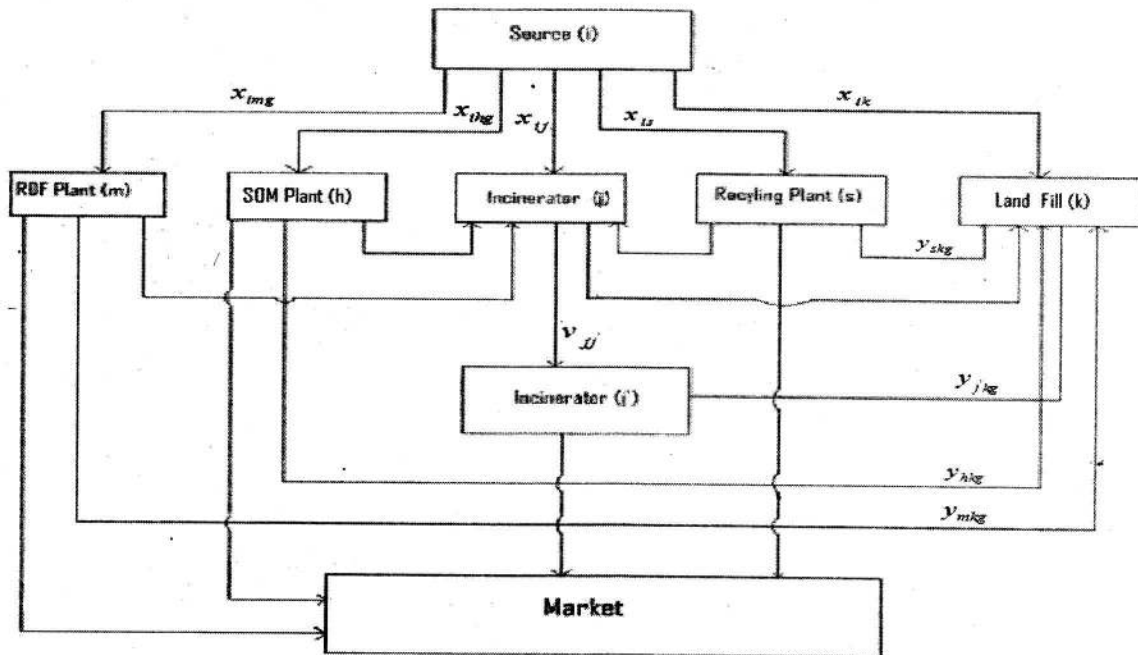 Source (i)
x_img
x_ihg
x_ij
x_is
x_ik
RDF Plant (m)
SOM Plant (h)
Incinerator (j)
Recyling Plant (s)
Land Fill (k)
y_skg
v_jj'
Incinerator (j')
y_j'kg
y_hkg
y_mkg
Market